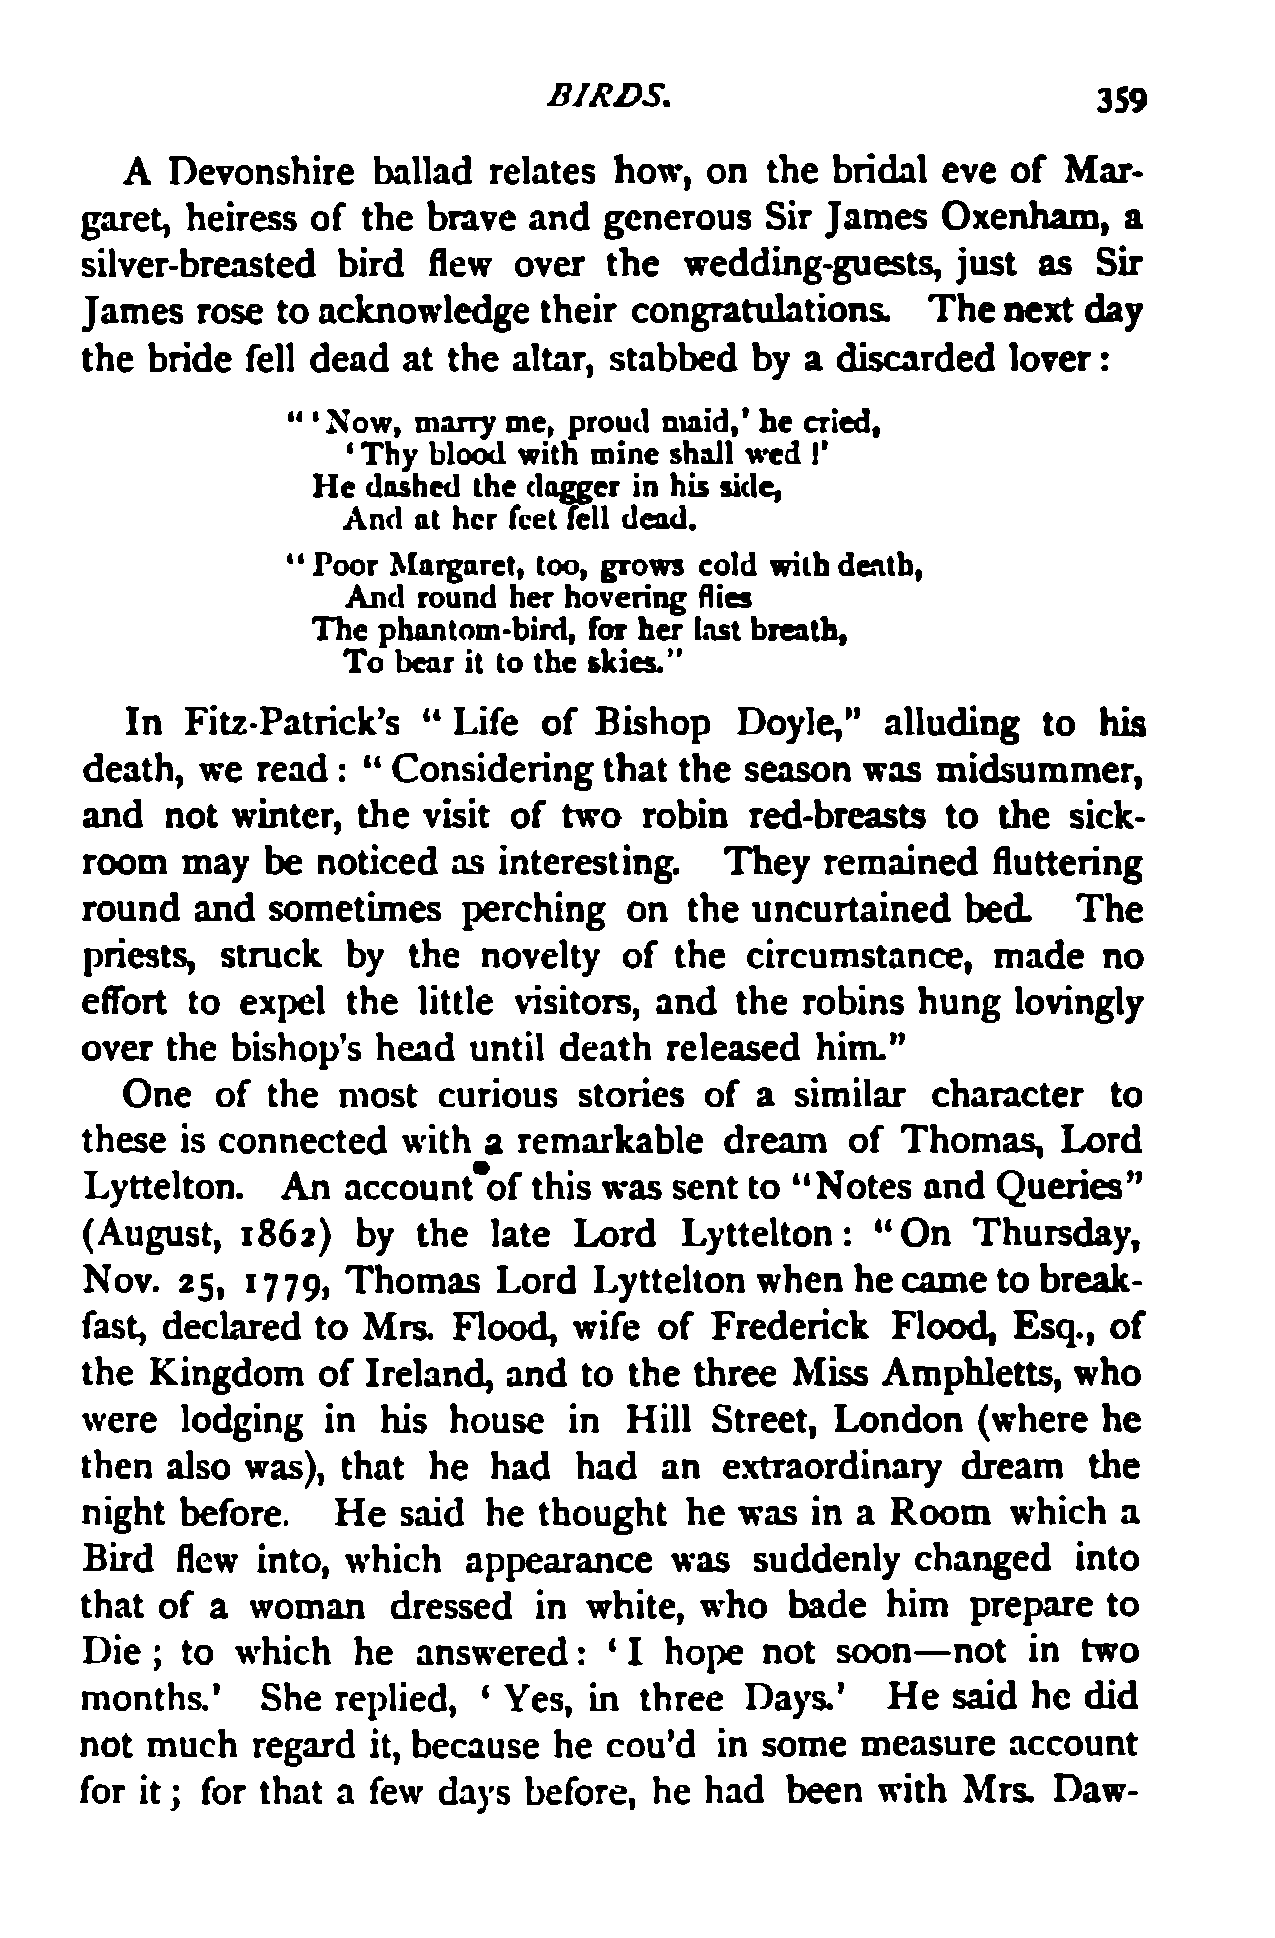 BIRDS. 359
A Devonshire ballad relates how, on the bridal eve of Mar-
garet, heiress of the brave and generous Sir James Oxenham, a
silver-breasted bird flew over the wedding-guests, just as Sir
James rose to acknowledge their congratulations. The next day
the bride fell dead at the altar, stabbed by a discarded lover :
" 'Now, marry me, proud maid,' he cried,
'Thy blood with mine shall wed !'
He dashed the dagger in his side,
And at her feet fell dead.
" Poor Margaret, too, grows cold with death,
And round her hovering flies
The phantom-bird, for her last breath,
To bear it to the skies."
In Fitz-Patrick's " Life of Bishop Doyle," alluding to his
death, we read : " Considering that the season was midsummer,
and not winter, the visit of two robin red-breasts to the sick-
room may be noticed as interesting. They remained fluttering
round and sometimes perching on the uncurtained bed. The
priests, struck by the novelty of the circumstance, made no
effort to expel the little visitors, and the robins hung lovingly
over the bishop's head until death released him."
One of the most curious stories of a similar character to
these is connected with a remarkable dream of Thomas, Lord
Lyttelton. An account of this was sent to "Notes and Queries"
(August, 1862) by the late Lord Lyttelton : "On Thursday,
Nov. 25, 1779, Thomas Lord Lyttelton when he came to break-
fast, declared to Mrs. Flood, wife of Frederick Flood, Esq., of
the Kingdom of Ireland, and to the three Miss Amphletts, who
were lodging in his house in Hill Street, London (where he
then also was), that he had had an extraordinary dream the
night before. He said he thought he was in a Room which a
Bird flew into, which appearance was suddenly changed into
that of a woman dressed in white, who bade him prepare to
Die ; to which he answered : 'I hope not soon—not in two
months.' She replied, 'Yes, in three Days.' He said he did
not much regard it, because he cou'd in some measure account
for it ; for that a few days before, he had been with Mrs. Daw-